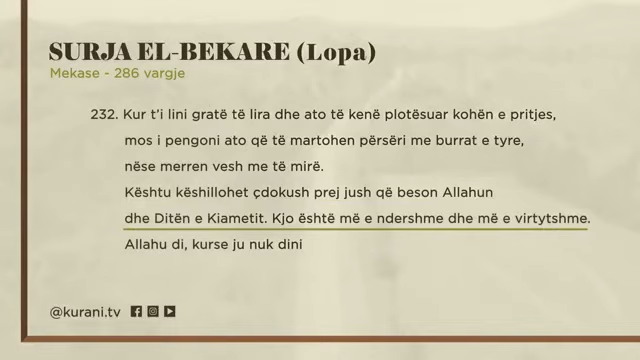 SURJA EL-BEKARE (Lopa)
Mekase - 286 vargje
232. Kur t'i lini gratë të lira dhe ato të kenë plotësuar kohën e pritjes,
mos i pengoni ato që të martohen përsëri me burrat e tyre,
nëse merren vesh me të mirë.
Kështu këshillohet çdokush prej jush që beson Allahun
dhe Ditën e Kiametit. Kjo është më e ndershme dhe më e virtytshme.
Allahu di, kurse ju nuk dini
@kurani.tv